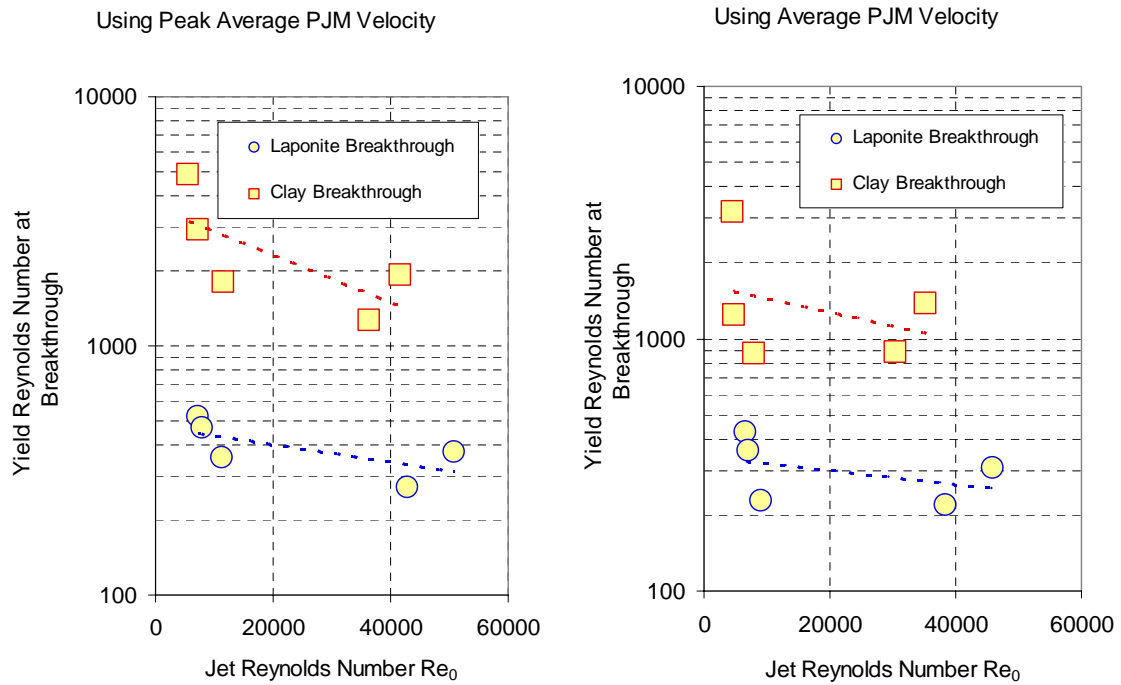 Using Peak Average PJM Velocity
10000
Laponite Breakthrough
Clay Breakthrough
1000
100
0
20000
40000
60000
Yield Reynolds Number at
Breakthrough
Jet Reynolds Number Re₀
Using Average PJM Velocity
10000
Laponite Breakthrough
Clay Breakthrough
1000
100
0
20000
40000
60000
Yield Reynolds Number at
Breakthrough
Jet Reynolds Number Re₀